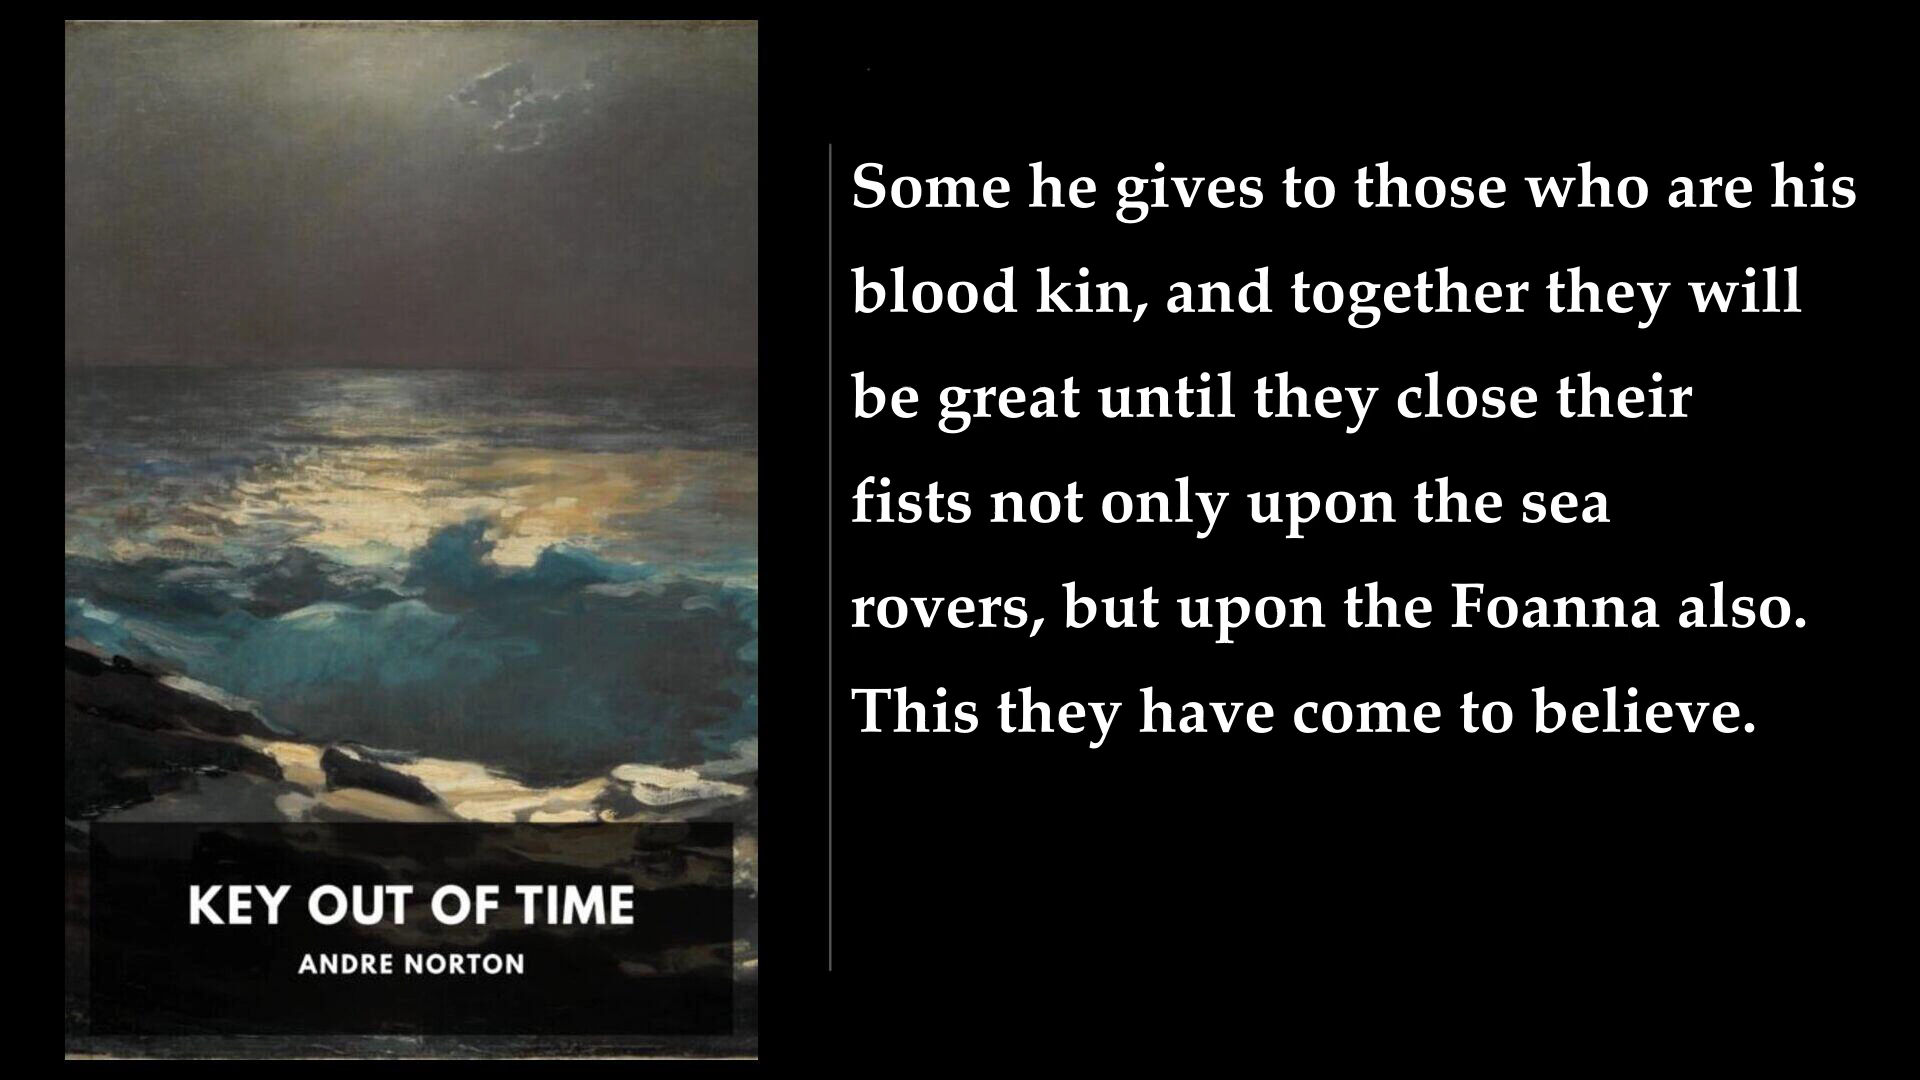 Some he gives to those who are his
blood kin, and together they will
be great until they close their
fists not only upon the sea
rovers, but upon the Foanna also.
This they have come to believe.
KEY OUT OF TIME
ANDRE NORTON